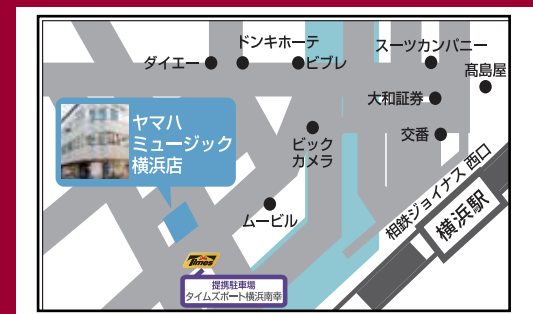 ドンキホーテ
スーツカンパニー
ダイエー
ビブレ
髙島屋
大和証券
ヤマハ
ミュージック
横浜店
ビック
カメラ
交番
相鉄ジョイナス 西口
横浜駅
ムービル
Times
提携駐車場
タイムズポート横浜南幸